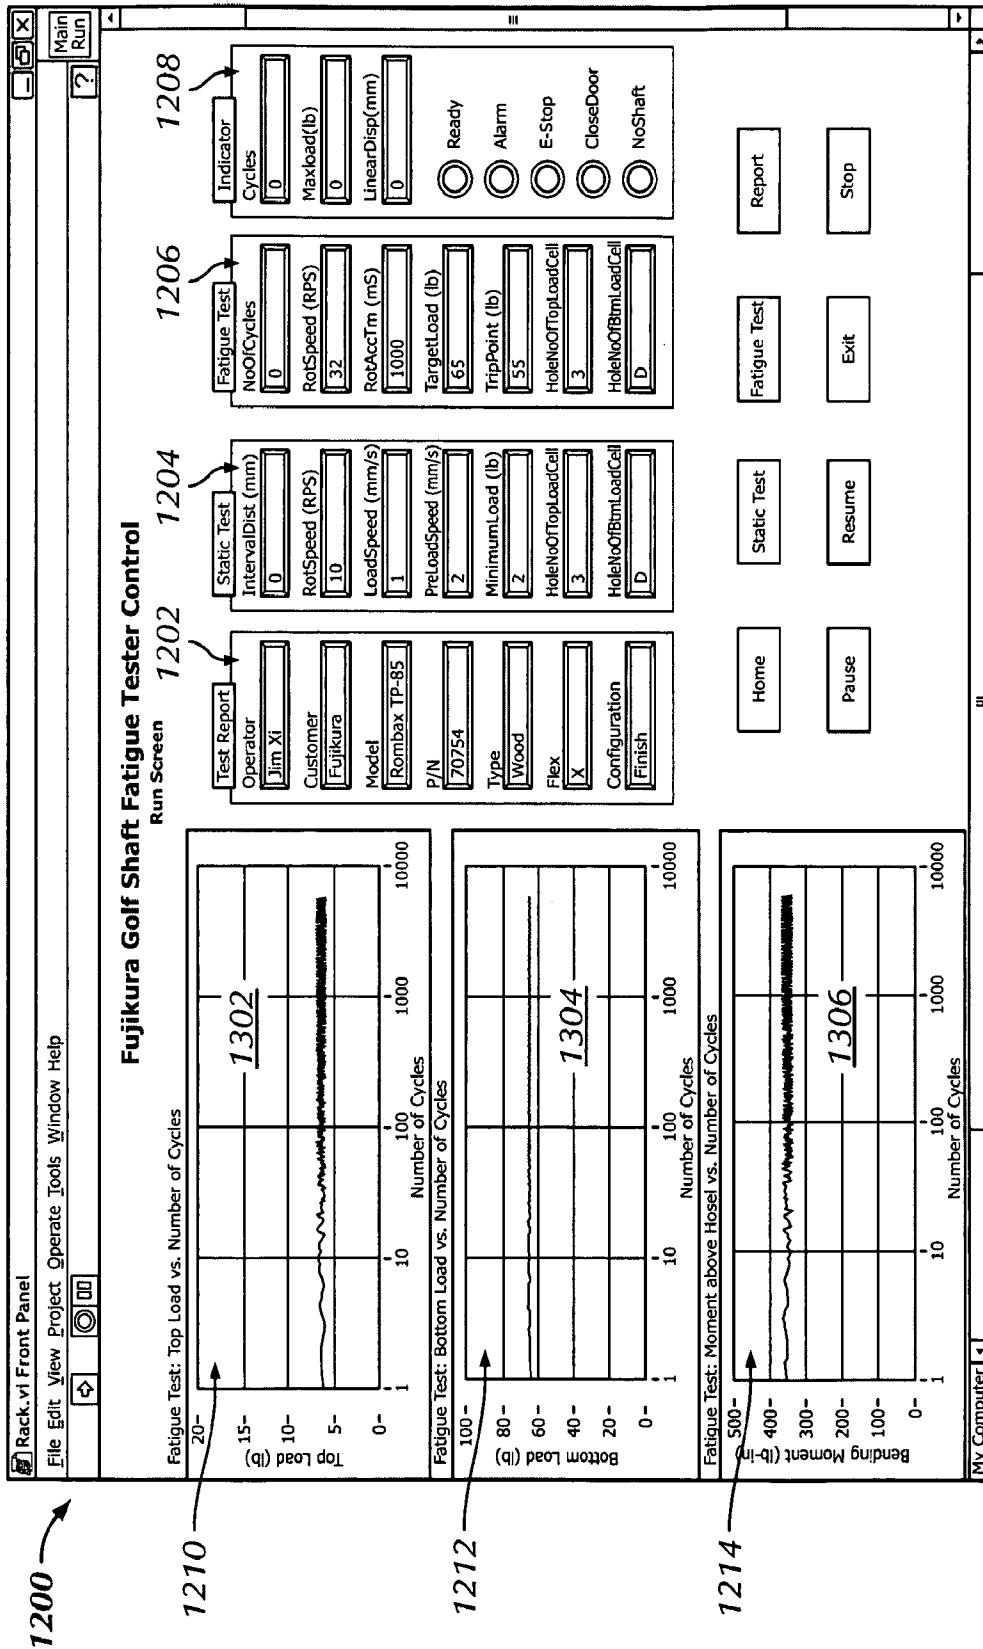 1200
Rack.vi Front Panel
File Edit View Project Operate Tools Window Help
Main
Run
?
Fujikura Golf Shaft Fatigue Tester Control
Run Screen
1210
Fatigue Test: Top Load vs. Number of Cycles
Top Load (lb)
20
15
10
5
0
1302
1 10 100 1000 10000
Number of Cycles
1212
Fatigue Test: Bottom Load vs. Number of Cycles
Bottom Load (lb)
100
80
60
40
20
0
1304
1 10 100 1000 10000
Number of Cycles
1214
Fatigue Test: Moment above Hosel vs. Number of Cycles
Bending Moment (lb-in)
500
400
300
200
100
0
1306
1 10 100 1000 10000
Number of Cycles
1202
Test Report
Operator
Jim Xi
Customer
Fujikura
Model
Rombax TP-85
P/N
70754
Type
Wood
Flex
X
Configuration
Finish
1204
Static Test
IntervalDist (mm)
0
RotSpeed (RPS)
10
LoadSpeed (mm/s)
1
PreLoadSpeed (mm/s)
2
MinimumLoad (lb)
2
HoleNoOfTopLoadCell
3
HoleNoOfBtmLoadCell
D
1206
Fatigue Test
NoOfCycles
0
RotSpeed (RPS)
32
RotAccTm (mS)
1000
TargetLoad (lb)
65
TripPoint (lb)
55
HoleNoOfTopLoadCell
3
HoleNoOfBtmLoadCell
D
1208
Indicator
Cycles
0
Maxload(lb)
0
LinearDisp(mm)
0
Ready
Alarm
E-Stop
CloseDoor
NoShaft
Home Static Test Fatigue Test Report
Pause Resume Exit Stop
My Computer